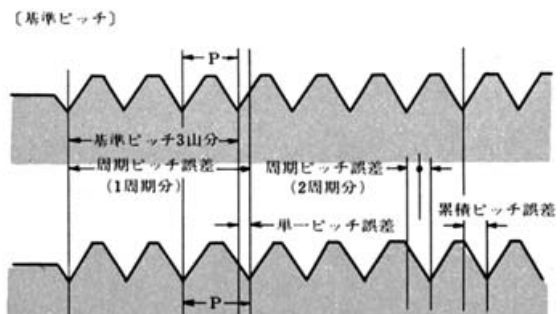 〔基準ピッチ〕
P
基準ピッチ3山分
周期ピッチ誤差
(1周期分)
周期ピッチ誤差
(2周期分)
累積ピッチ誤差
単一ピッチ誤差
P